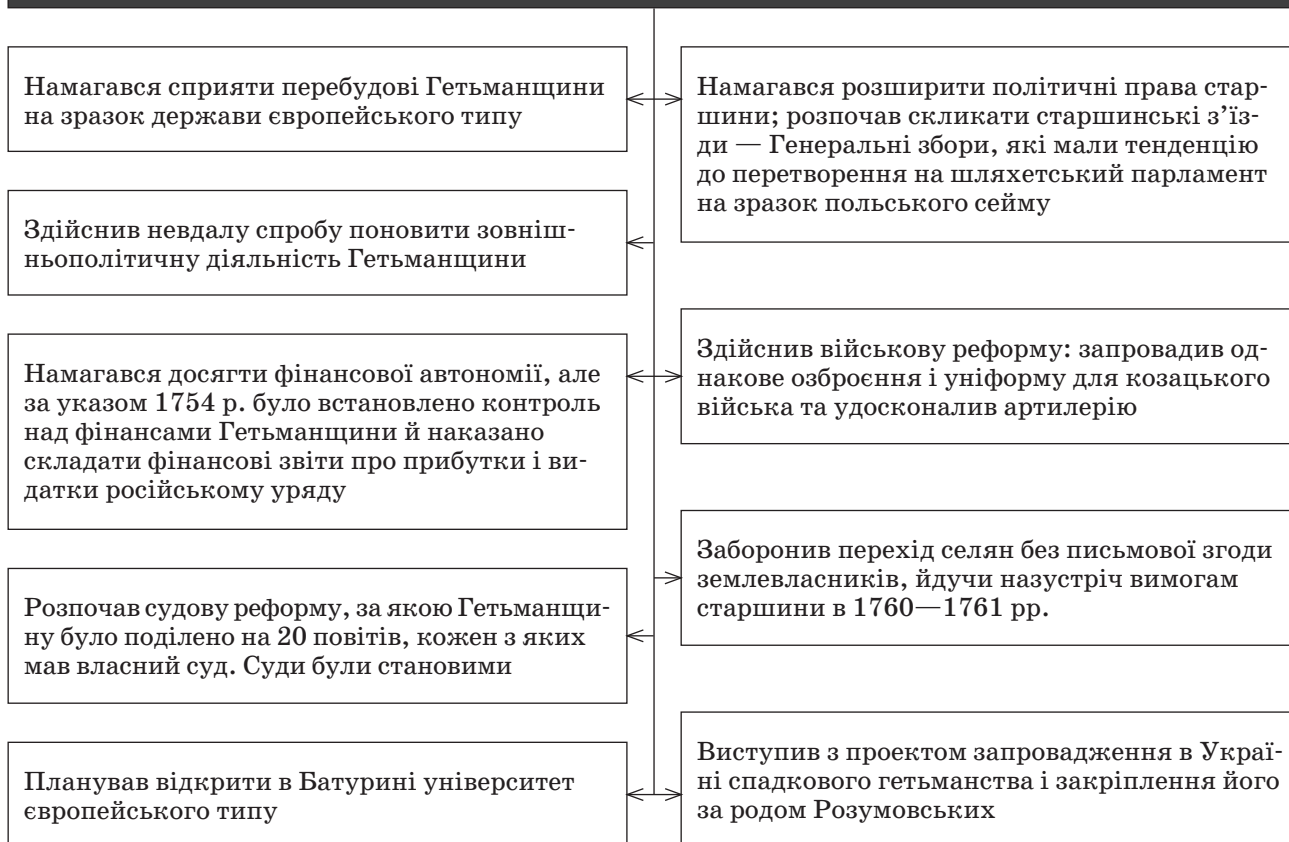 Намагався сприяти перебудові Гетьманщини
на зразок держави європейського типу
Намагався розширити політичні права стар-
шини; розпочав скликати старшинські з’їз-
ди — Генеральні збори, які мали тенденцію
до перетворення на шляхетський парламент
на зразок польського сейму
Здійснив невдалу спробу поновити зовніш-
ньополітичну діяльність Гетьманщини
Намагався досягти фінансової автономії, але
за указом 1754 р. було встановлено контроль
над фінансами Гетьманщини й наказано
складати фінансові звіти про прибутки і ви-
датки російському уряду
Здійснив військову реформу: запровадив од-
накове озброєння і уніформу для козацького
війська та удосконалив артилерію
Заборонив перехід селян без письмової згоди
землевласників, йдучи назустріч вимогам
старшини в 1760—1761 рр.
Розпочав судову реформу, за якою Гетьманщи-
ну було поділено на 20 повітів, кожен з яких
мав власний суд. Суди були становими
Планував відкрити в Батурині університет
європейського типу
Виступив з проектом запровадження в Украї-
ні спадкового гетьманства і закріплення його
за родом Розумовських